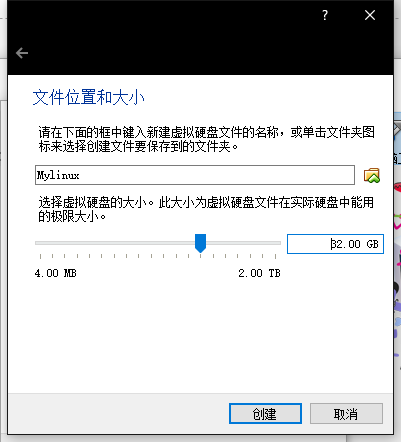 文件位置和大小
请在下面的框中键入新建虚拟硬盘文件的名称，或单击文件夹图
标来选择创建文件要保存到的文件夹。
Mylinux
选择虚拟硬盘的大小。此大小为虚拟硬盘文件在实际硬盘中能用
的极限大小。
32.00 GB
4.00 MB
2.00 TB
创建
取消